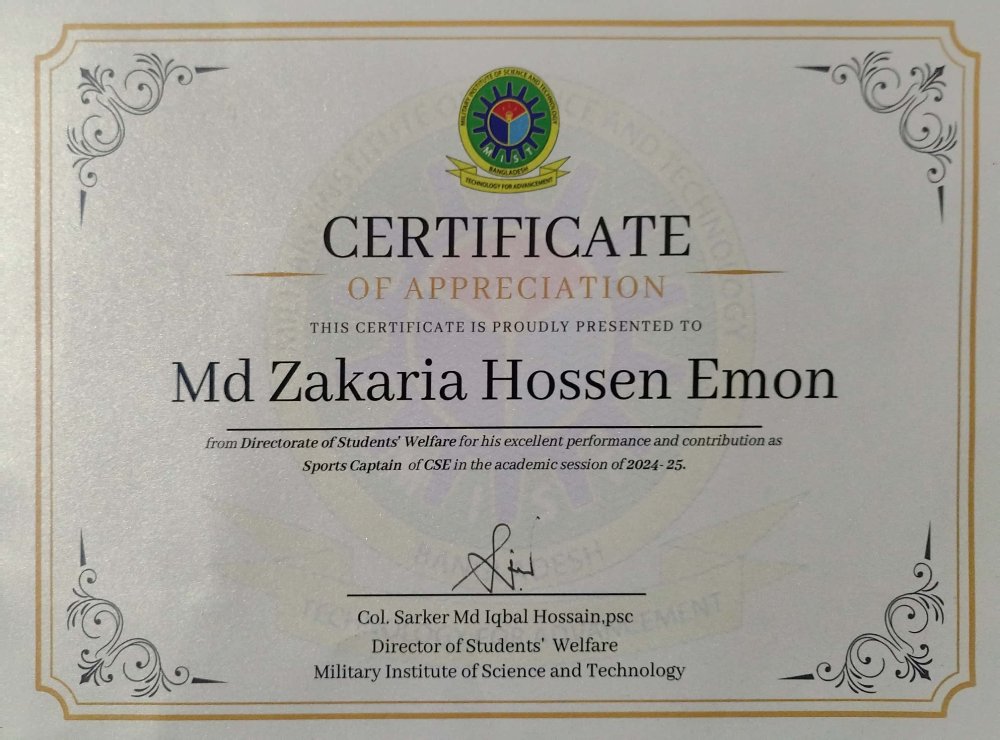 MILITARY INSTITUTE OF SCIENCE AND TECHNOLOGY
MIST
BANGLADESH
TECHNOLOGY FOR ADVANCEMENT
CERTIFICATE
OF APPRECIATION
THIS CERTIFICATE IS PROUDLY PRESENTED TO
Md Zakaria Hossen Emon
from Directorate of Students' Welfare for his excellent performance and contribution as
Sports Captain of CSE in the academic session of 2024-25.
Col. Sarker Md Iqbal Hossain,psc
Director of Students' Welfare
Military Institute of Science and Technology